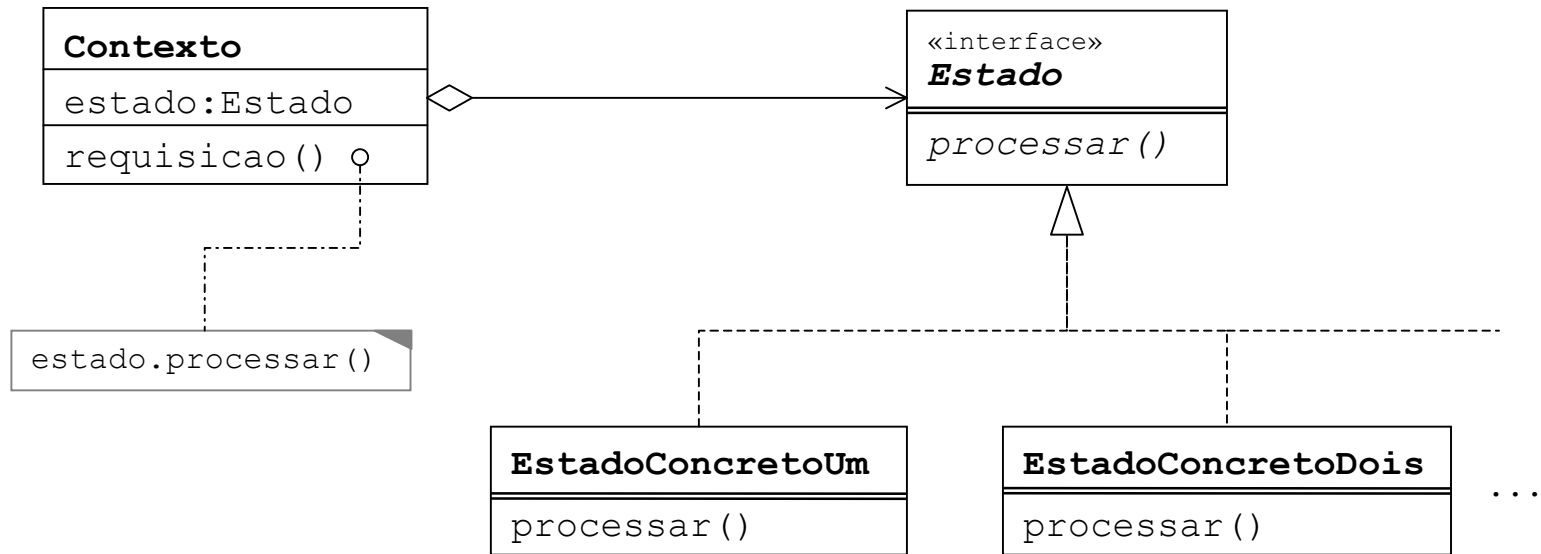 Contexto
estado:Estado
requisicao()
«interface»
Estado
processar()
estado.processar()
EstadoConcretoUm
processar()
EstadoConcretoDois
processar()
...